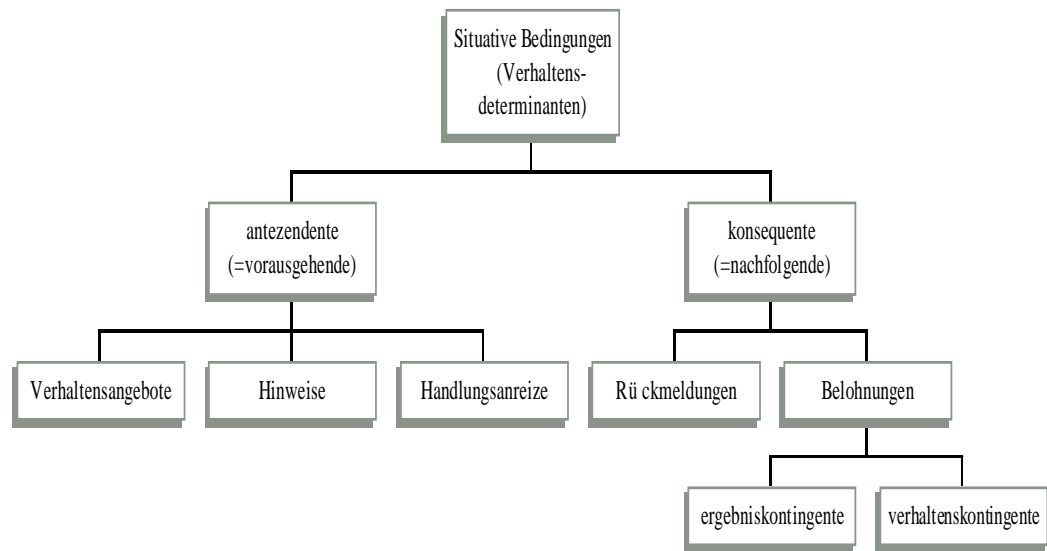 Situative Bedingungen
(Verhaltens-
determinanten)
antezendente
(=vorausgehende)
konsequente
(=nachfolgende)
Verhaltensangebote
Hinweise
Handlungsanreize
Rü ckmeldungen
Belohnungen
ergebniskontingente
verhaltenskontingente